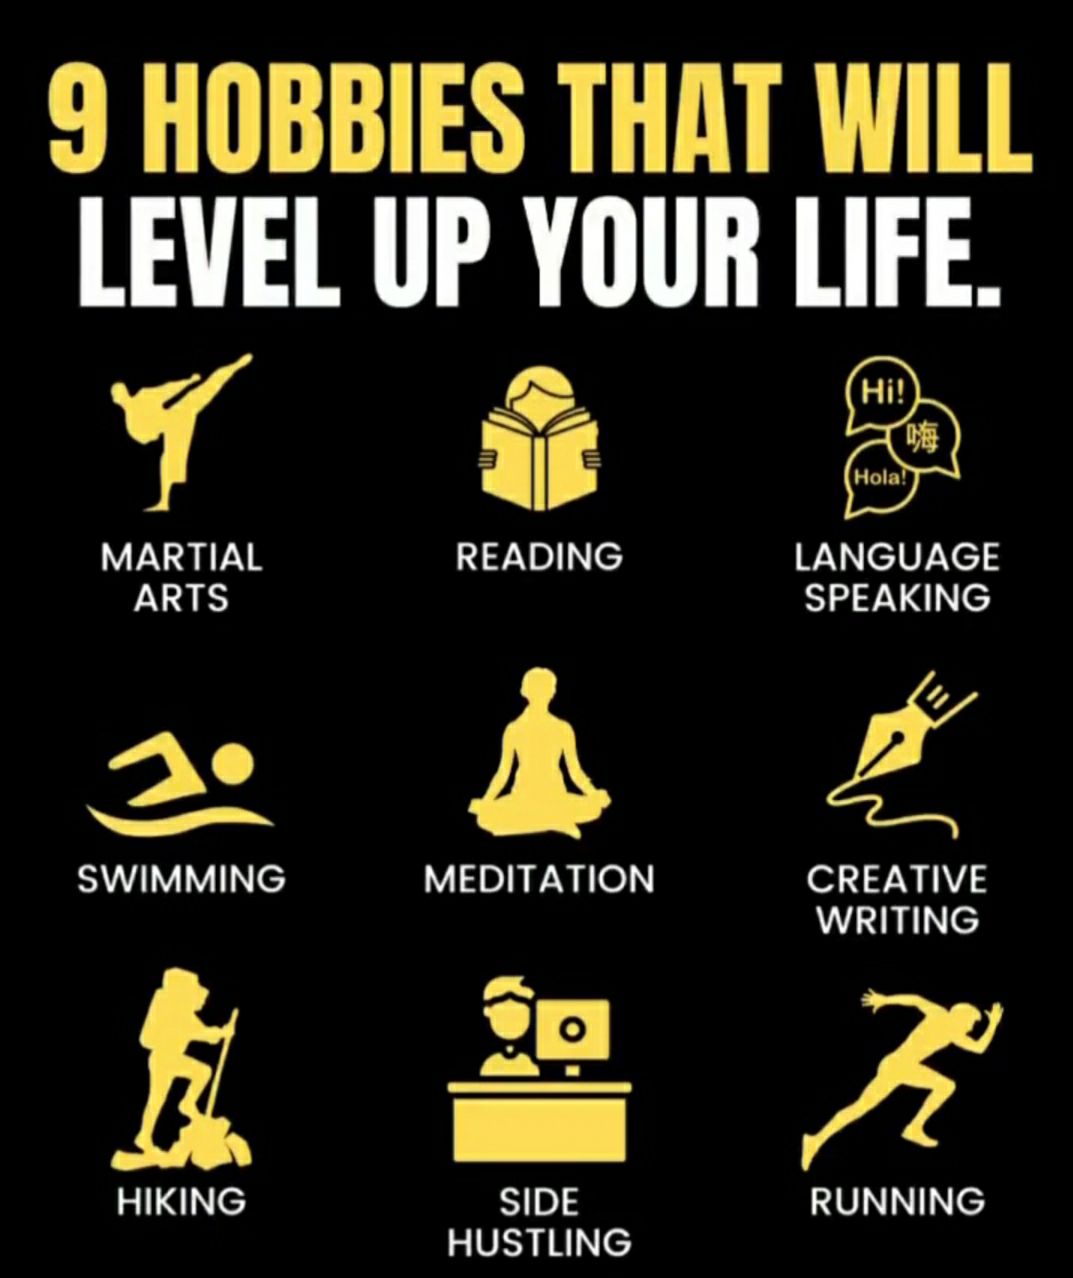 9 HOBBIES THAT WILL
LEVEL UP YOUR LIFE.
Hi!
嗨
Hola!
MARTIAL
ARTS
READING
LANGUAGE
SPEAKING
SWIMMING
MEDITATION
CREATIVE
WRITING
HIKING
SIDE
HUSTLING
RUNNING